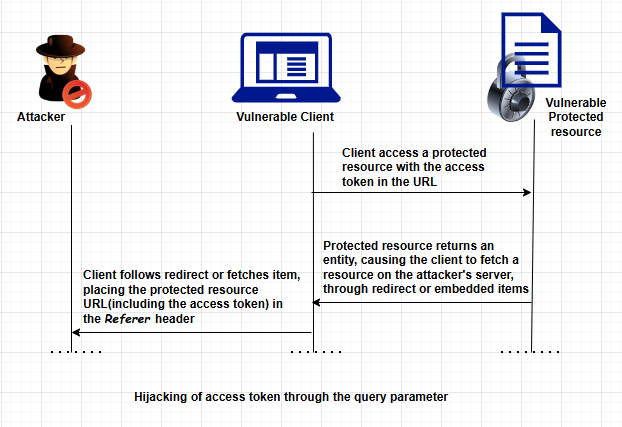 Attacker
Vulnerable Client
Vulnerable
Protected
resource
Client access a protected
resource with the access
token in the URL
Protected resource returns an
entity, causing the client to fetch a
resource on the attacker's server,
through redirect or embedded items
Client follows redirect or fetches item,
placing the protected resource
URL(including the access token) in
the Referer header
Hijacking of access token through the query parameter